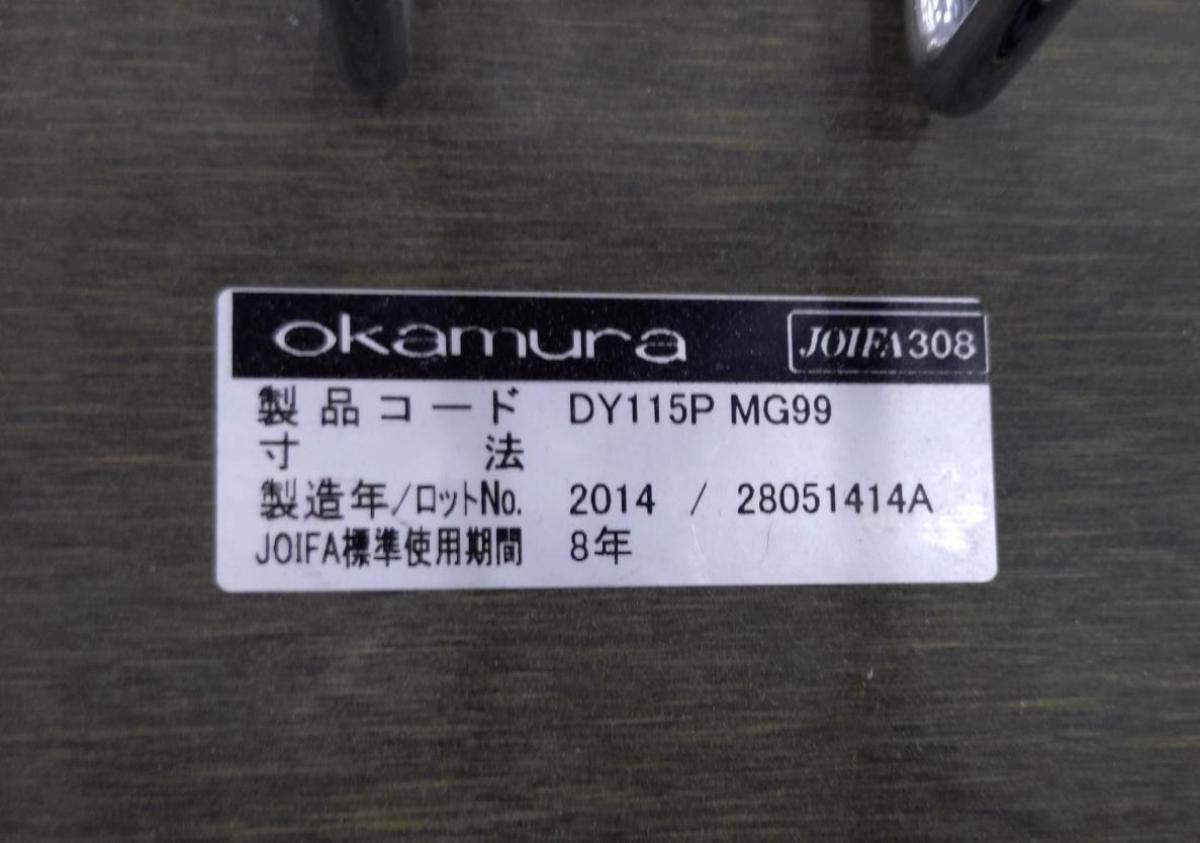 okamura JOIFA308
製品コード DY115P MG99
寸法
製造年/ロットNo. 2014 / 28051414A
JOIFA標準使用期間 8年